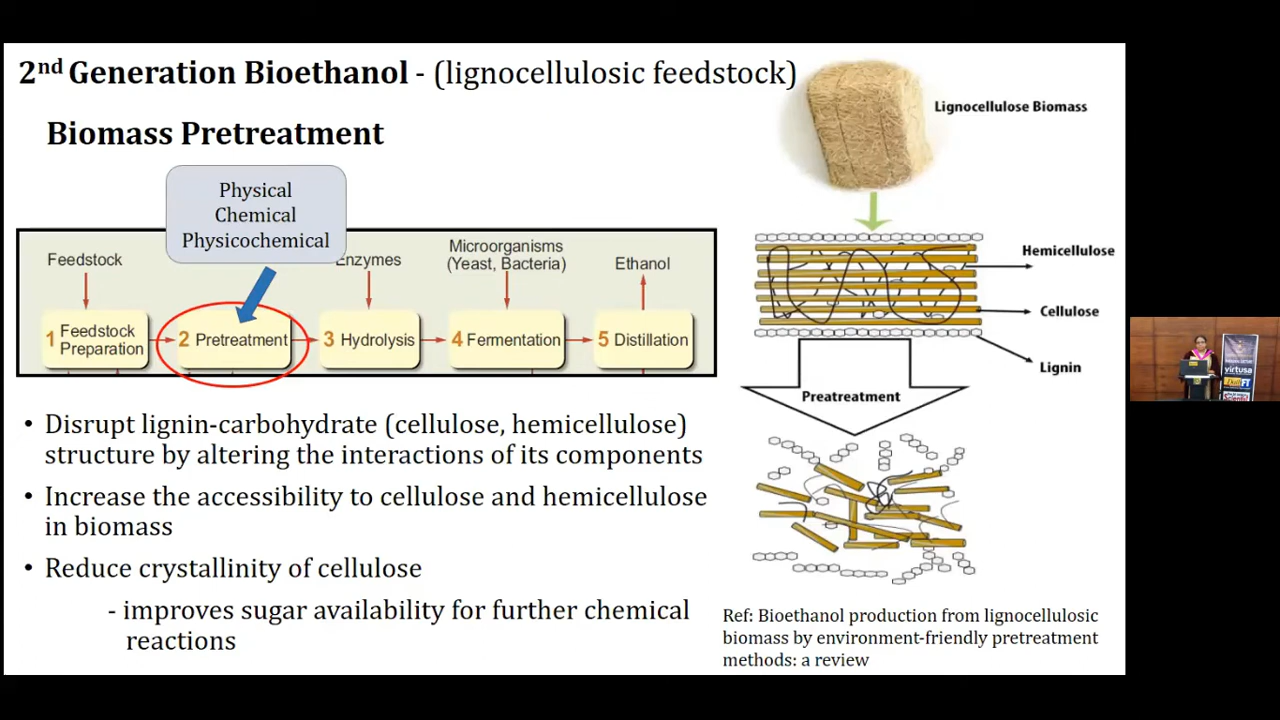 2nd Generation Bioethanol - (lignocellulosic feedstock)
Biomass Pretreatment
Physical
Chemical
Physicochemical
Feedstock
Enzymes
Microorganisms
(Yeast, Bacteria)
Ethanol
1 Feedstock
Preparation
2 Pretreatment
3 Hydrolysis
4 Fermentation
5 Distillation
• Disrupt lignin-carbohydrate (cellulose, hemicellulose)
structure by altering the interactions of its components
• Increase the accessibility to cellulose and hemicellulose
in biomass
• Reduce crystallinity of cellulose
- improves sugar availability for further chemical
reactions
Lignocellulose Biomass
Hemicellulose
Cellulose
Lignin
Preatreatment
Ref: Bioethanol production from lignocellulosic
biomass by environment-friendly pretreatment
methods: a review
virtusa